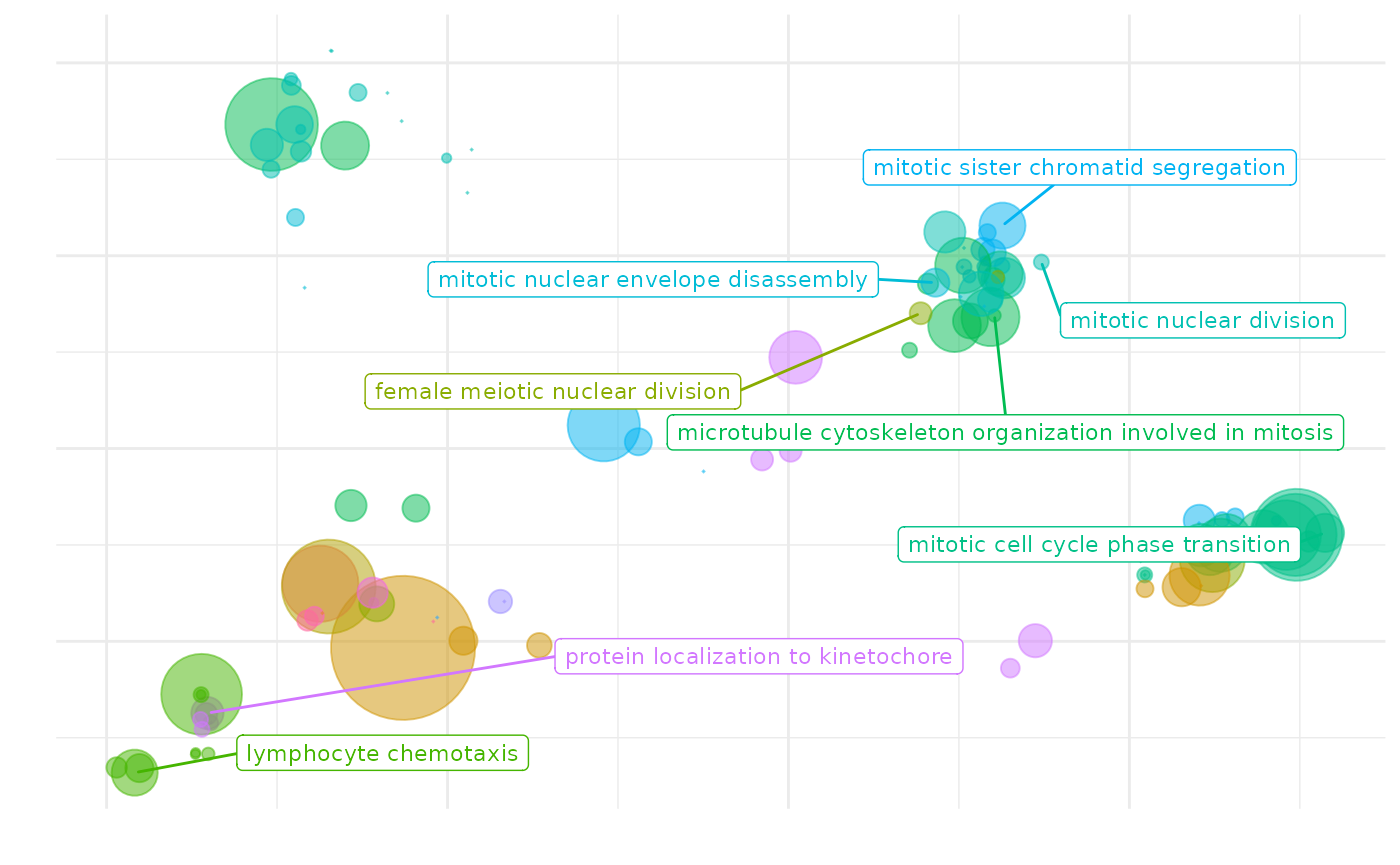 mitotic sister chromatid segregation
mitotic nuclear envelope disassembly
mitotic nuclear division
female meiotic nuclear division
microtubule cytoskeleton organization involved in mitosis
mitotic cell cycle phase transition
protein localization to kinetochore
lymphocyte chemotaxis